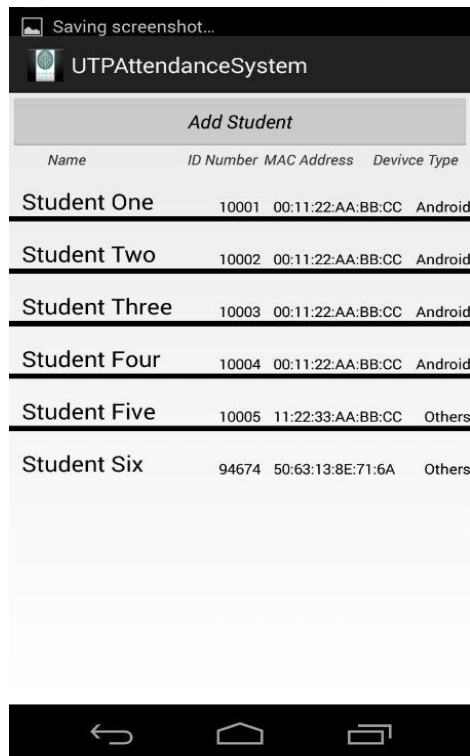 Saving screenshot...
UTPAttendanceSystem
Add Student
Name ID Number MAC Address Devivce Type
Student One 10001 00:11:22:AA:BB:CC Android
Student Two 10002 00:11:22:AA:BB:CC Android
Student Three 10003 00:11:22:AA:BB:CC Android
Student Four 10004 00:11:22:AA:BB:CC Android
Student Five 10005 11:22:33:AA:BB:CC Others
Student Six 94674 50:63:13:8E:71:6A Others